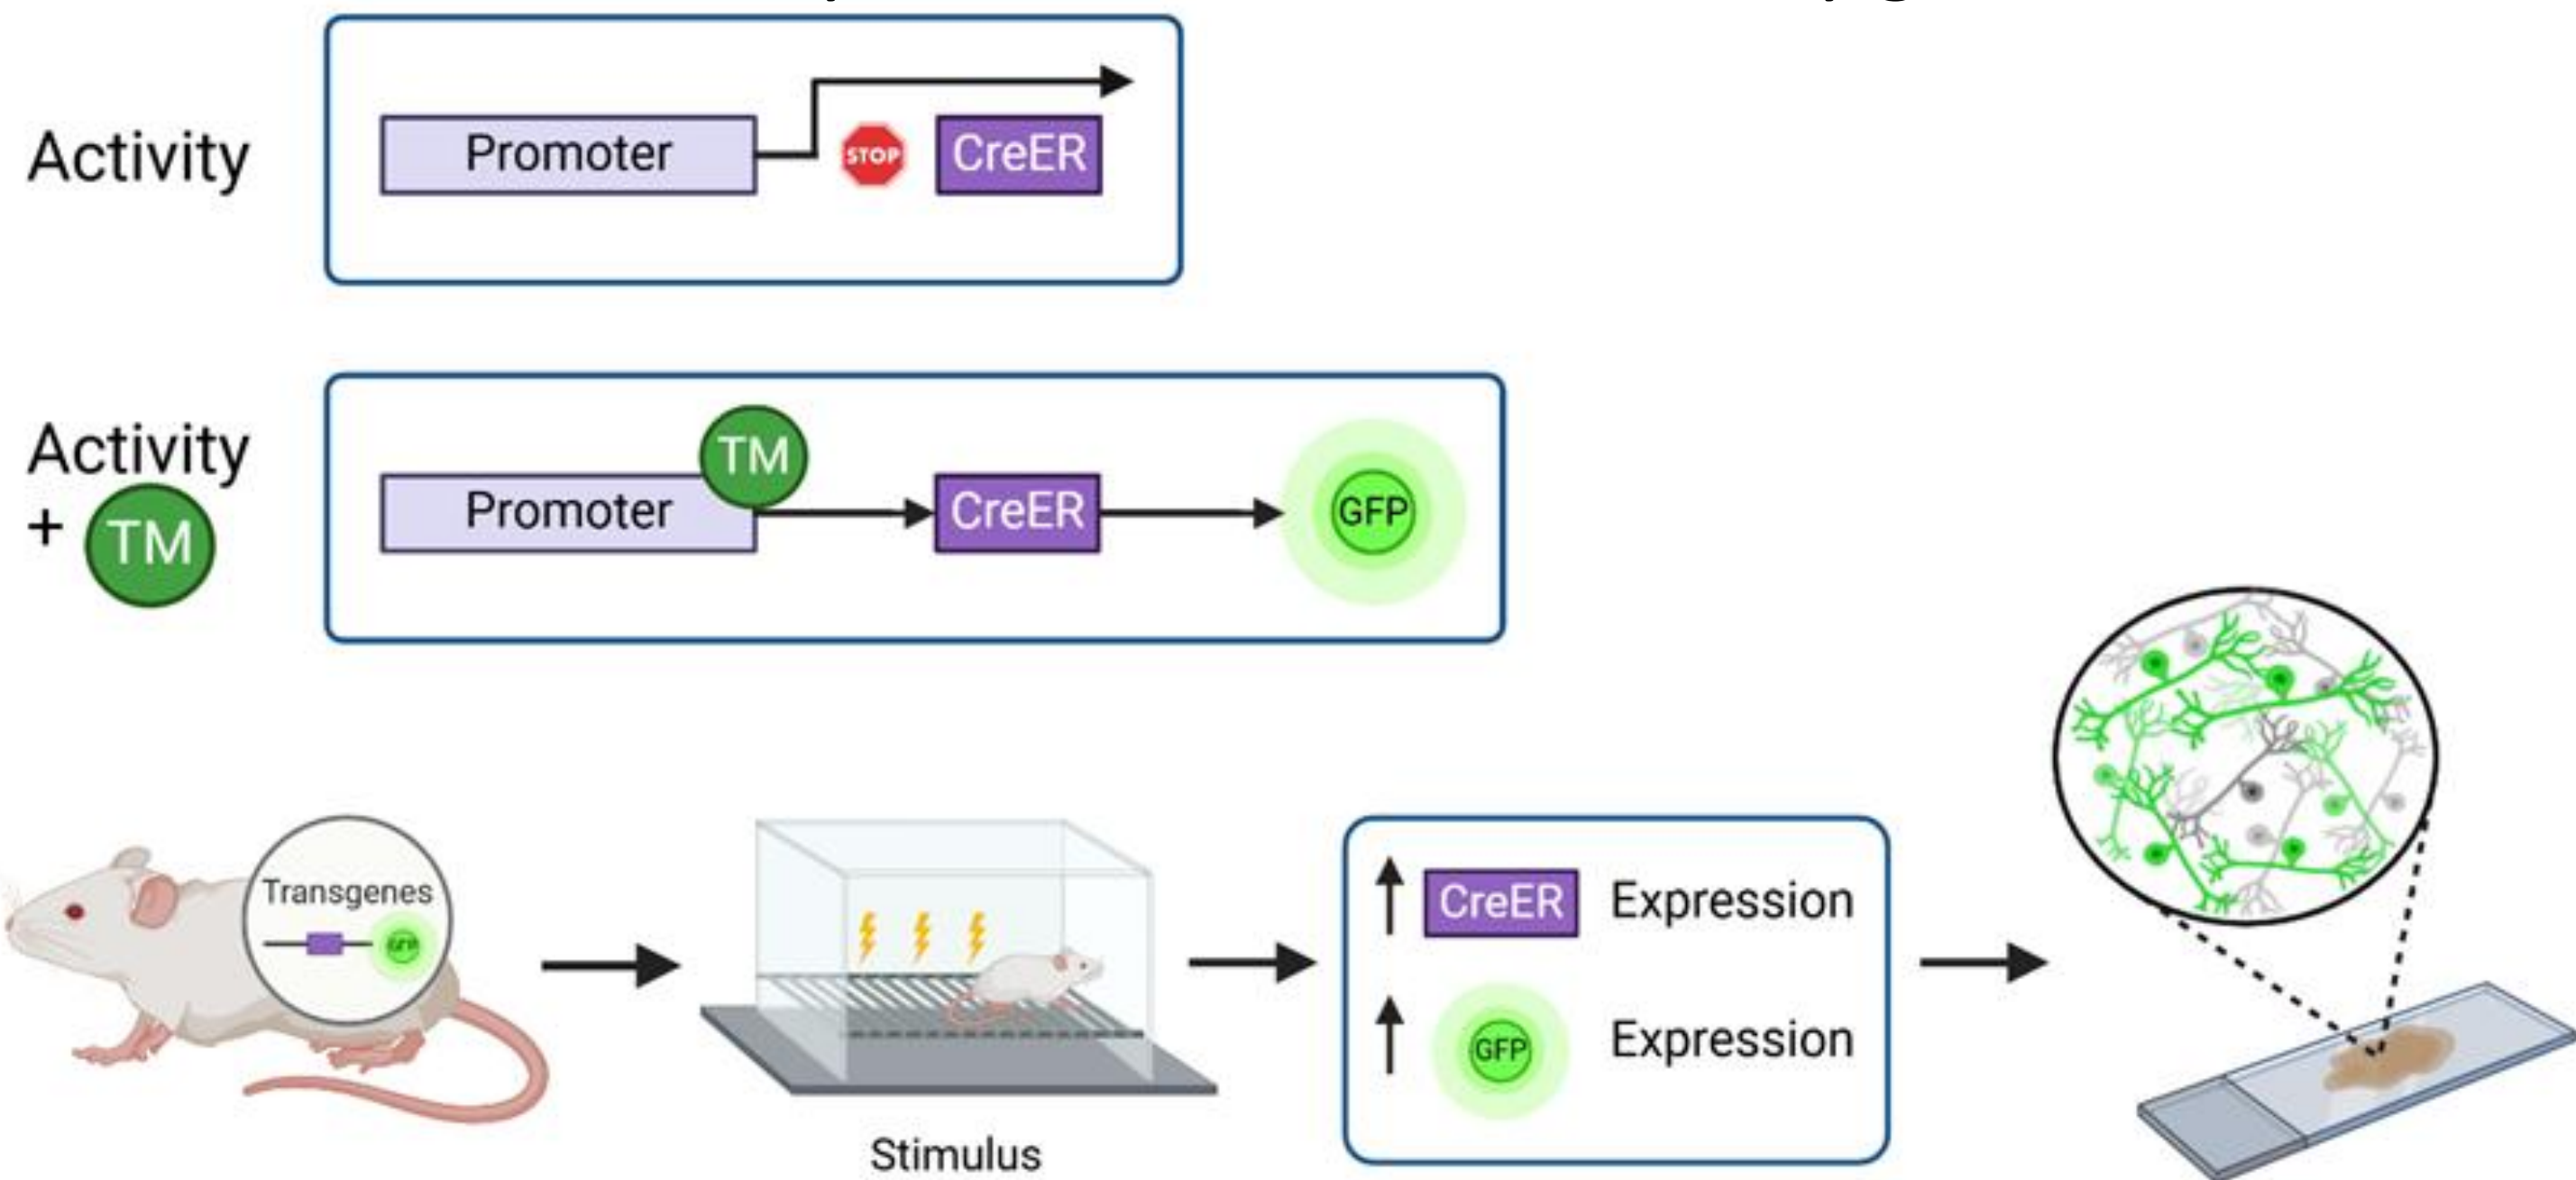 Activity
Promoter
STOP
CreER
Activity
+ TM
TM
Promoter
CreER
GFP
Transgenes
GFP
Stimulus
CreER Expression
GFP Expression